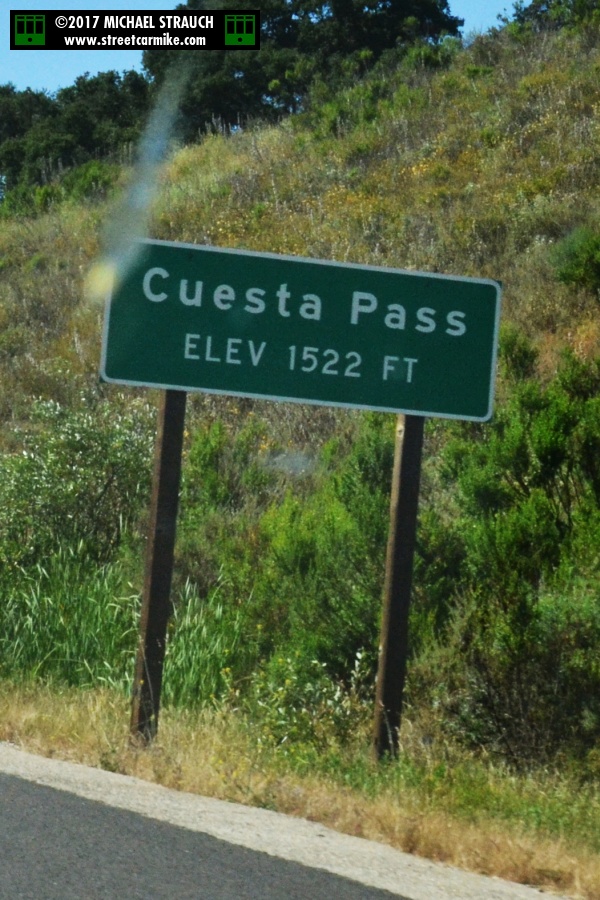 ©2017 MICHAEL STRAUCH
www.streetcarmike.com
Cuesta Pass
ELEV 1522 FT